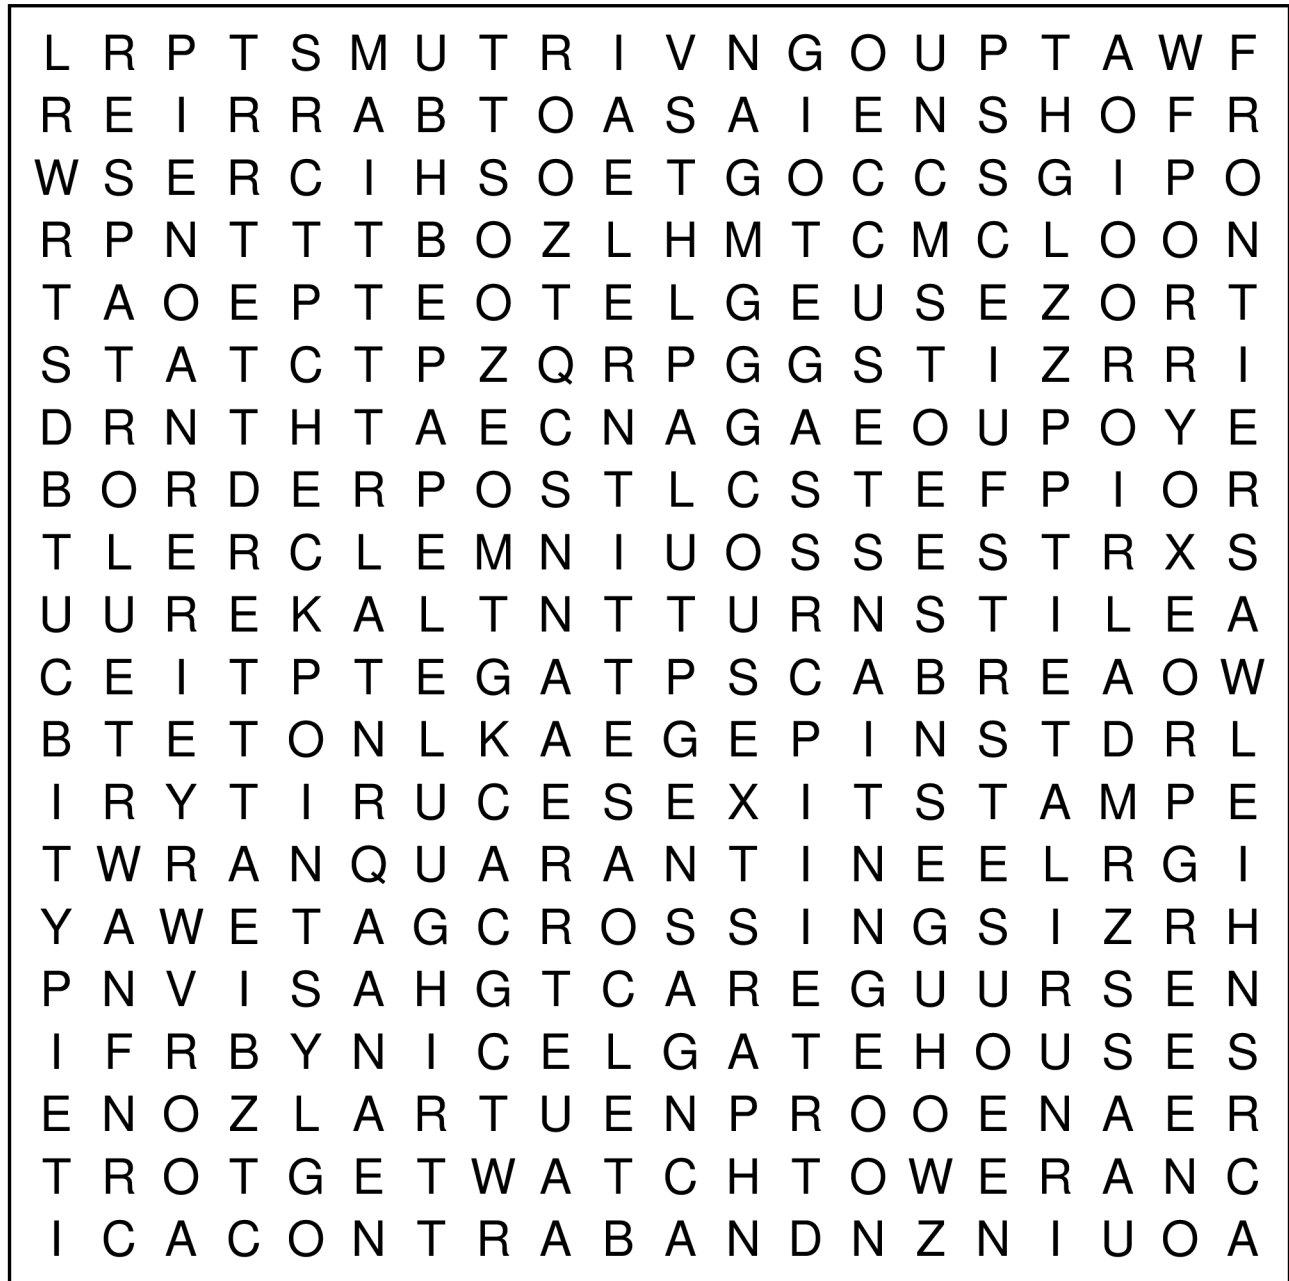 L R P T S M U T R I V N G O U P T A W F
R E I R R A B T O A S A I E N S H O F R
W S E R C I H S O E T G O C C S G I P O
R P N T T T B O Z L H M T C M C L O O N
T A O E P T E O T E L G E U S E Z O R T
S T A T C T P Z Q R P G G S T I Z R R I
D R N T H T A E C N A G A E O U P O Y E
B O R D E R P O S T L C S T E F P I O R
T L E R C L E M N I U O S S E S T R X S
U U R E K A L T N T T U R N S T I L E A
C E I T P T E G A T P S C A B R E A O W
B T E T O N L K A E G E P I N S T D R L
I R Y T I R U C E S E X I T S T A M P E
T W R A N Q U A R A N T I N E E L R G I
Y A W E T A G C R O S S I N G S I Z R H
P N V I S A H G T C A R E G U U R S E N
I F R B Y N I C E L G A T E H O U S E S
E N O Z L A R T U E N P R O O E N A E R
T R O T G E T W A T C H T O W E R A N C
I C A C O N T R A B A N D N Z N I U O A